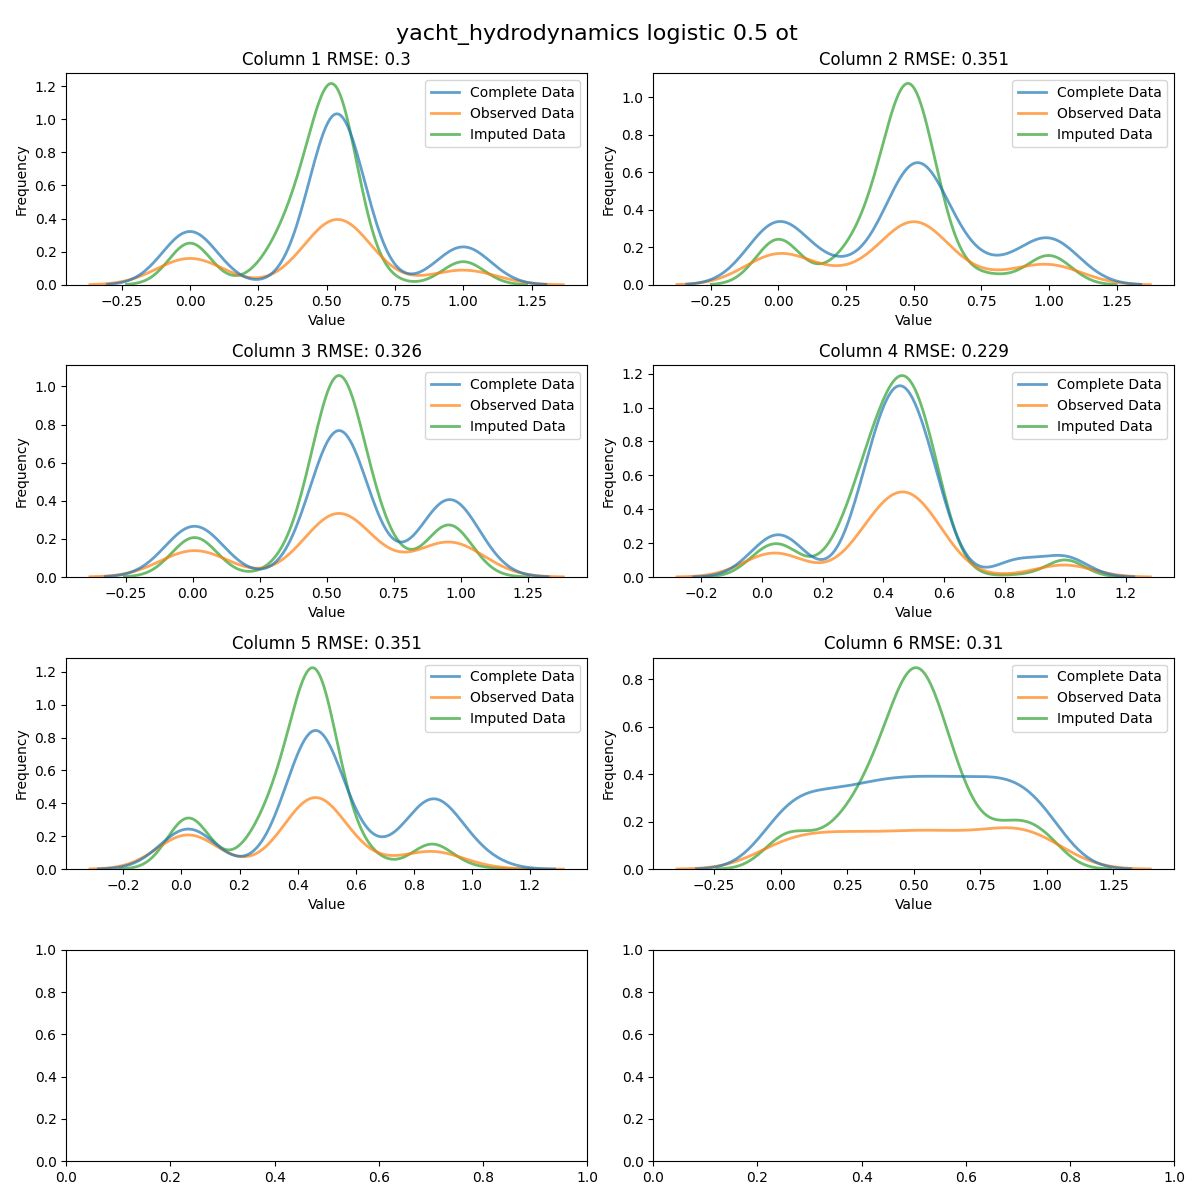 yacht_hydrodynamics logistic 0.5 ot
Column 1 RMSE: 0.3
Frequency
1.2
1.0
0.8
0.6
0.4
0.2
0.0
Complete Data
Observed Data
Imputed Data
−0.25 0.00 0.25 0.50 0.75 1.00 1.25
Value
Column 2 RMSE: 0.351
Frequency
1.0
0.8
0.6
0.4
0.2
0.0
Complete Data
Observed Data
Imputed Data
−0.25 0.00 0.25 0.50 0.75 1.00 1.25
Value
Column 3 RMSE: 0.326
Frequency
1.0
0.8
0.6
0.4
0.2
0.0
Complete Data
Observed Data
Imputed Data
−0.25 0.00 0.25 0.50 0.75 1.00 1.25
Value
Column 4 RMSE: 0.229
Frequency
1.2
1.0
0.8
0.6
0.4
0.2
0.0
Complete Data
Observed Data
Imputed Data
−0.2 0.0 0.2 0.4 0.6 0.8 1.0 1.2
Value
Column 5 RMSE: 0.351
Frequency
1.2
1.0
0.8
0.6
0.4
0.2
0.0
Complete Data
Observed Data
Imputed Data
−0.2 0.0 0.2 0.4 0.6 0.8 1.0 1.2
Value
Column 6 RMSE: 0.31
Frequency
0.8
0.6
0.4
0.2
0.0
Complete Data
Observed Data
Imputed Data
−0.25 0.00 0.25 0.50 0.75 1.00 1.25
Value
1.0
0.8
0.6
0.4
0.2
0.0
0.0 0.2 0.4 0.6 0.8 1.0
1.0
0.8
0.6
0.4
0.2
0.0
0.0 0.2 0.4 0.6 0.8 1.0